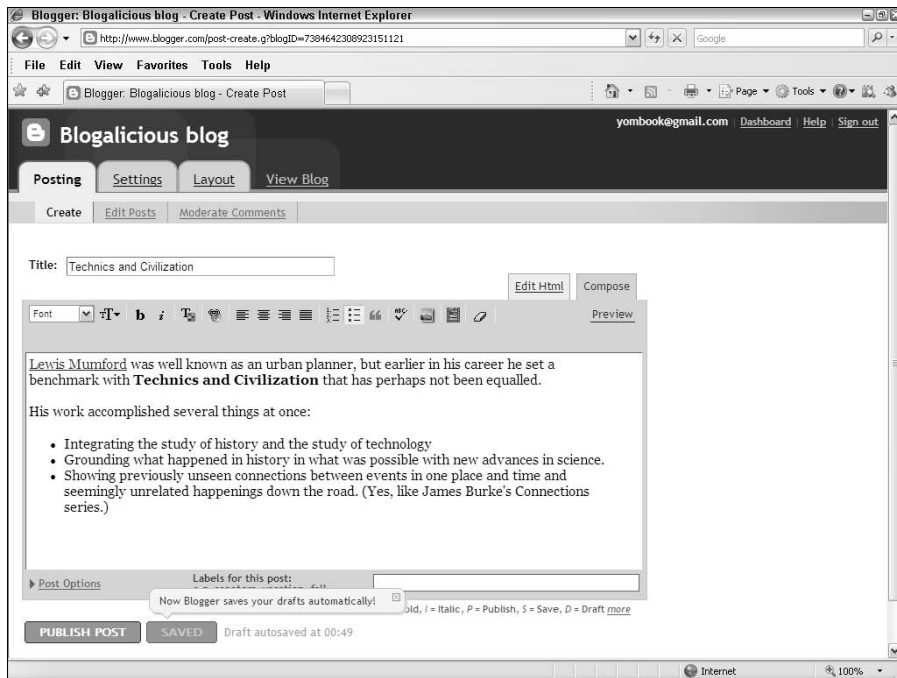 Blogger: Blogalicious blog - Create Post - Windows Internet Explorer
http://www.blogger.com/post-create.g?blogID=7384642308923151121
Google
File Edit View Favorites Tools Help
Blogger: Blogalicious blog - Create Post
Page Tools
yombook@gmail.com | Dashboard | Help | Sign out
Blogalicious blog
Posting Settings Layout View Blog
Create Edit Posts Moderate Comments
Title: Technics and Civilization
Edit Html Compose
Font T b i T ABC Preview
Lewis Mumford was well known as an urban planner, but earlier in his career he set a
benchmark with Technics and Civilization that has perhaps not been equalled.
His work accomplished several things at once:
• Integrating the study of history and the study of technology
• Grounding what happened in history in what was possible with new advances in science.
• Showing previously unseen connections between events in one place and time and
seemingly unrelated happenings down the road. (Yes, like James Burke's Connections
series.)
Post Options
Labels for this post:
Now Blogger saves your drafts automatically!
old, i = Italic, P = Publish, S = Save, D = Draft more
PUBLISH POST SAVED Draft autosaved at 00:49
Internet 100%